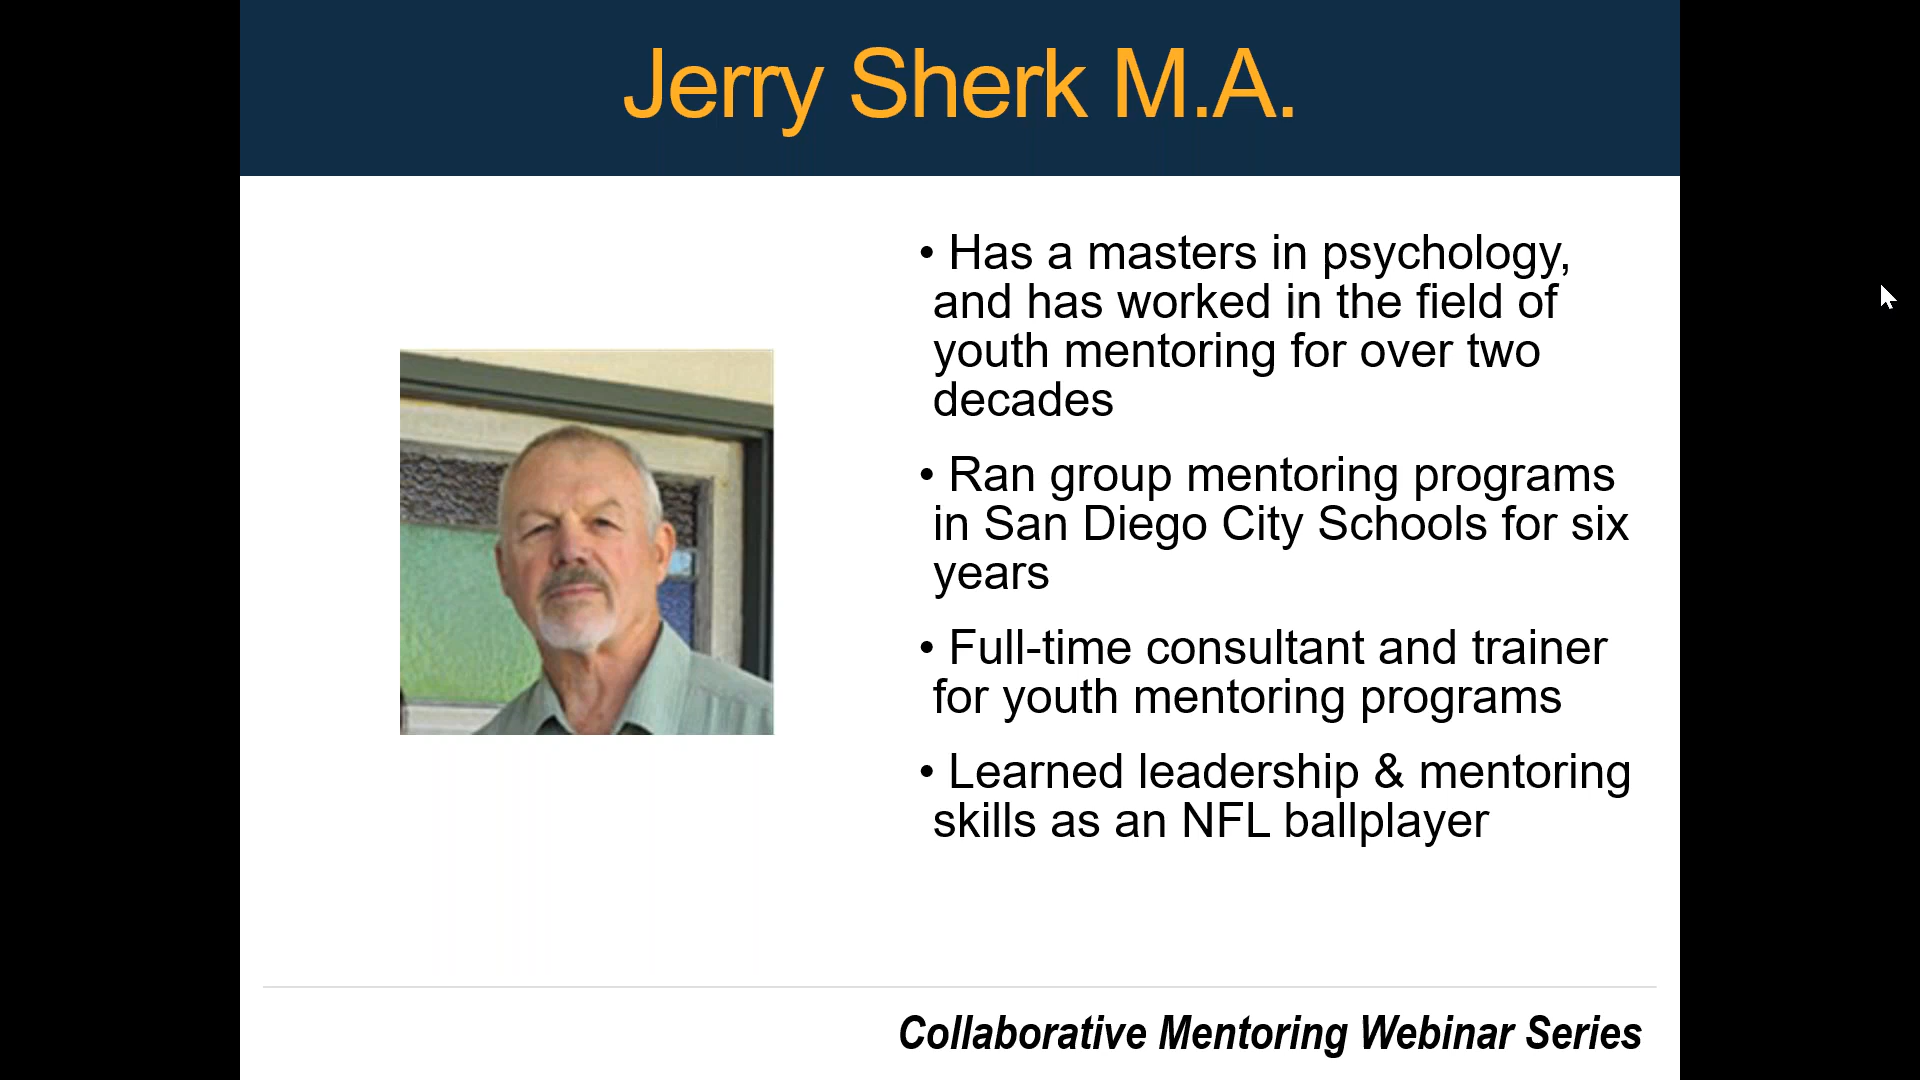 Jerry Sherk M.A.
• Has a masters in psychology,
and has worked in the field of
youth mentoring for over two
decades
• Ran group mentoring programs
in San Diego City Schools for six
years
• Full-time consultant and trainer
for youth mentoring programs
• Learned leadership & mentoring
skills as an NFL ballplayer
Collaborative Mentoring Webinar Series